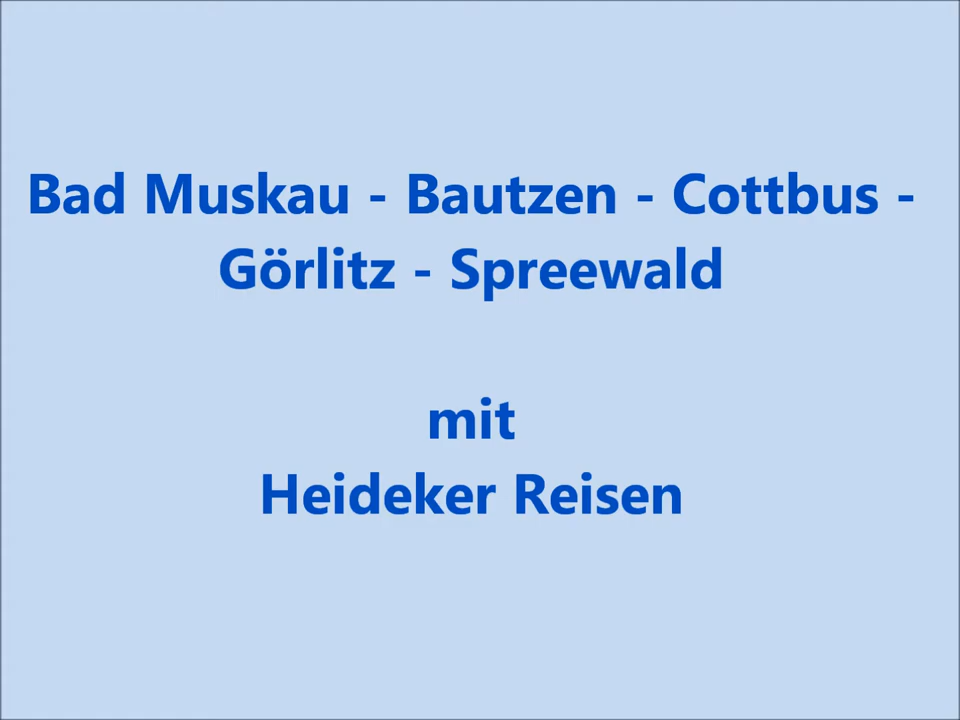 Bad Muskau - Bautzen - Cottbus -
Görlitz - Spreewald
mit
Heideker Reisen